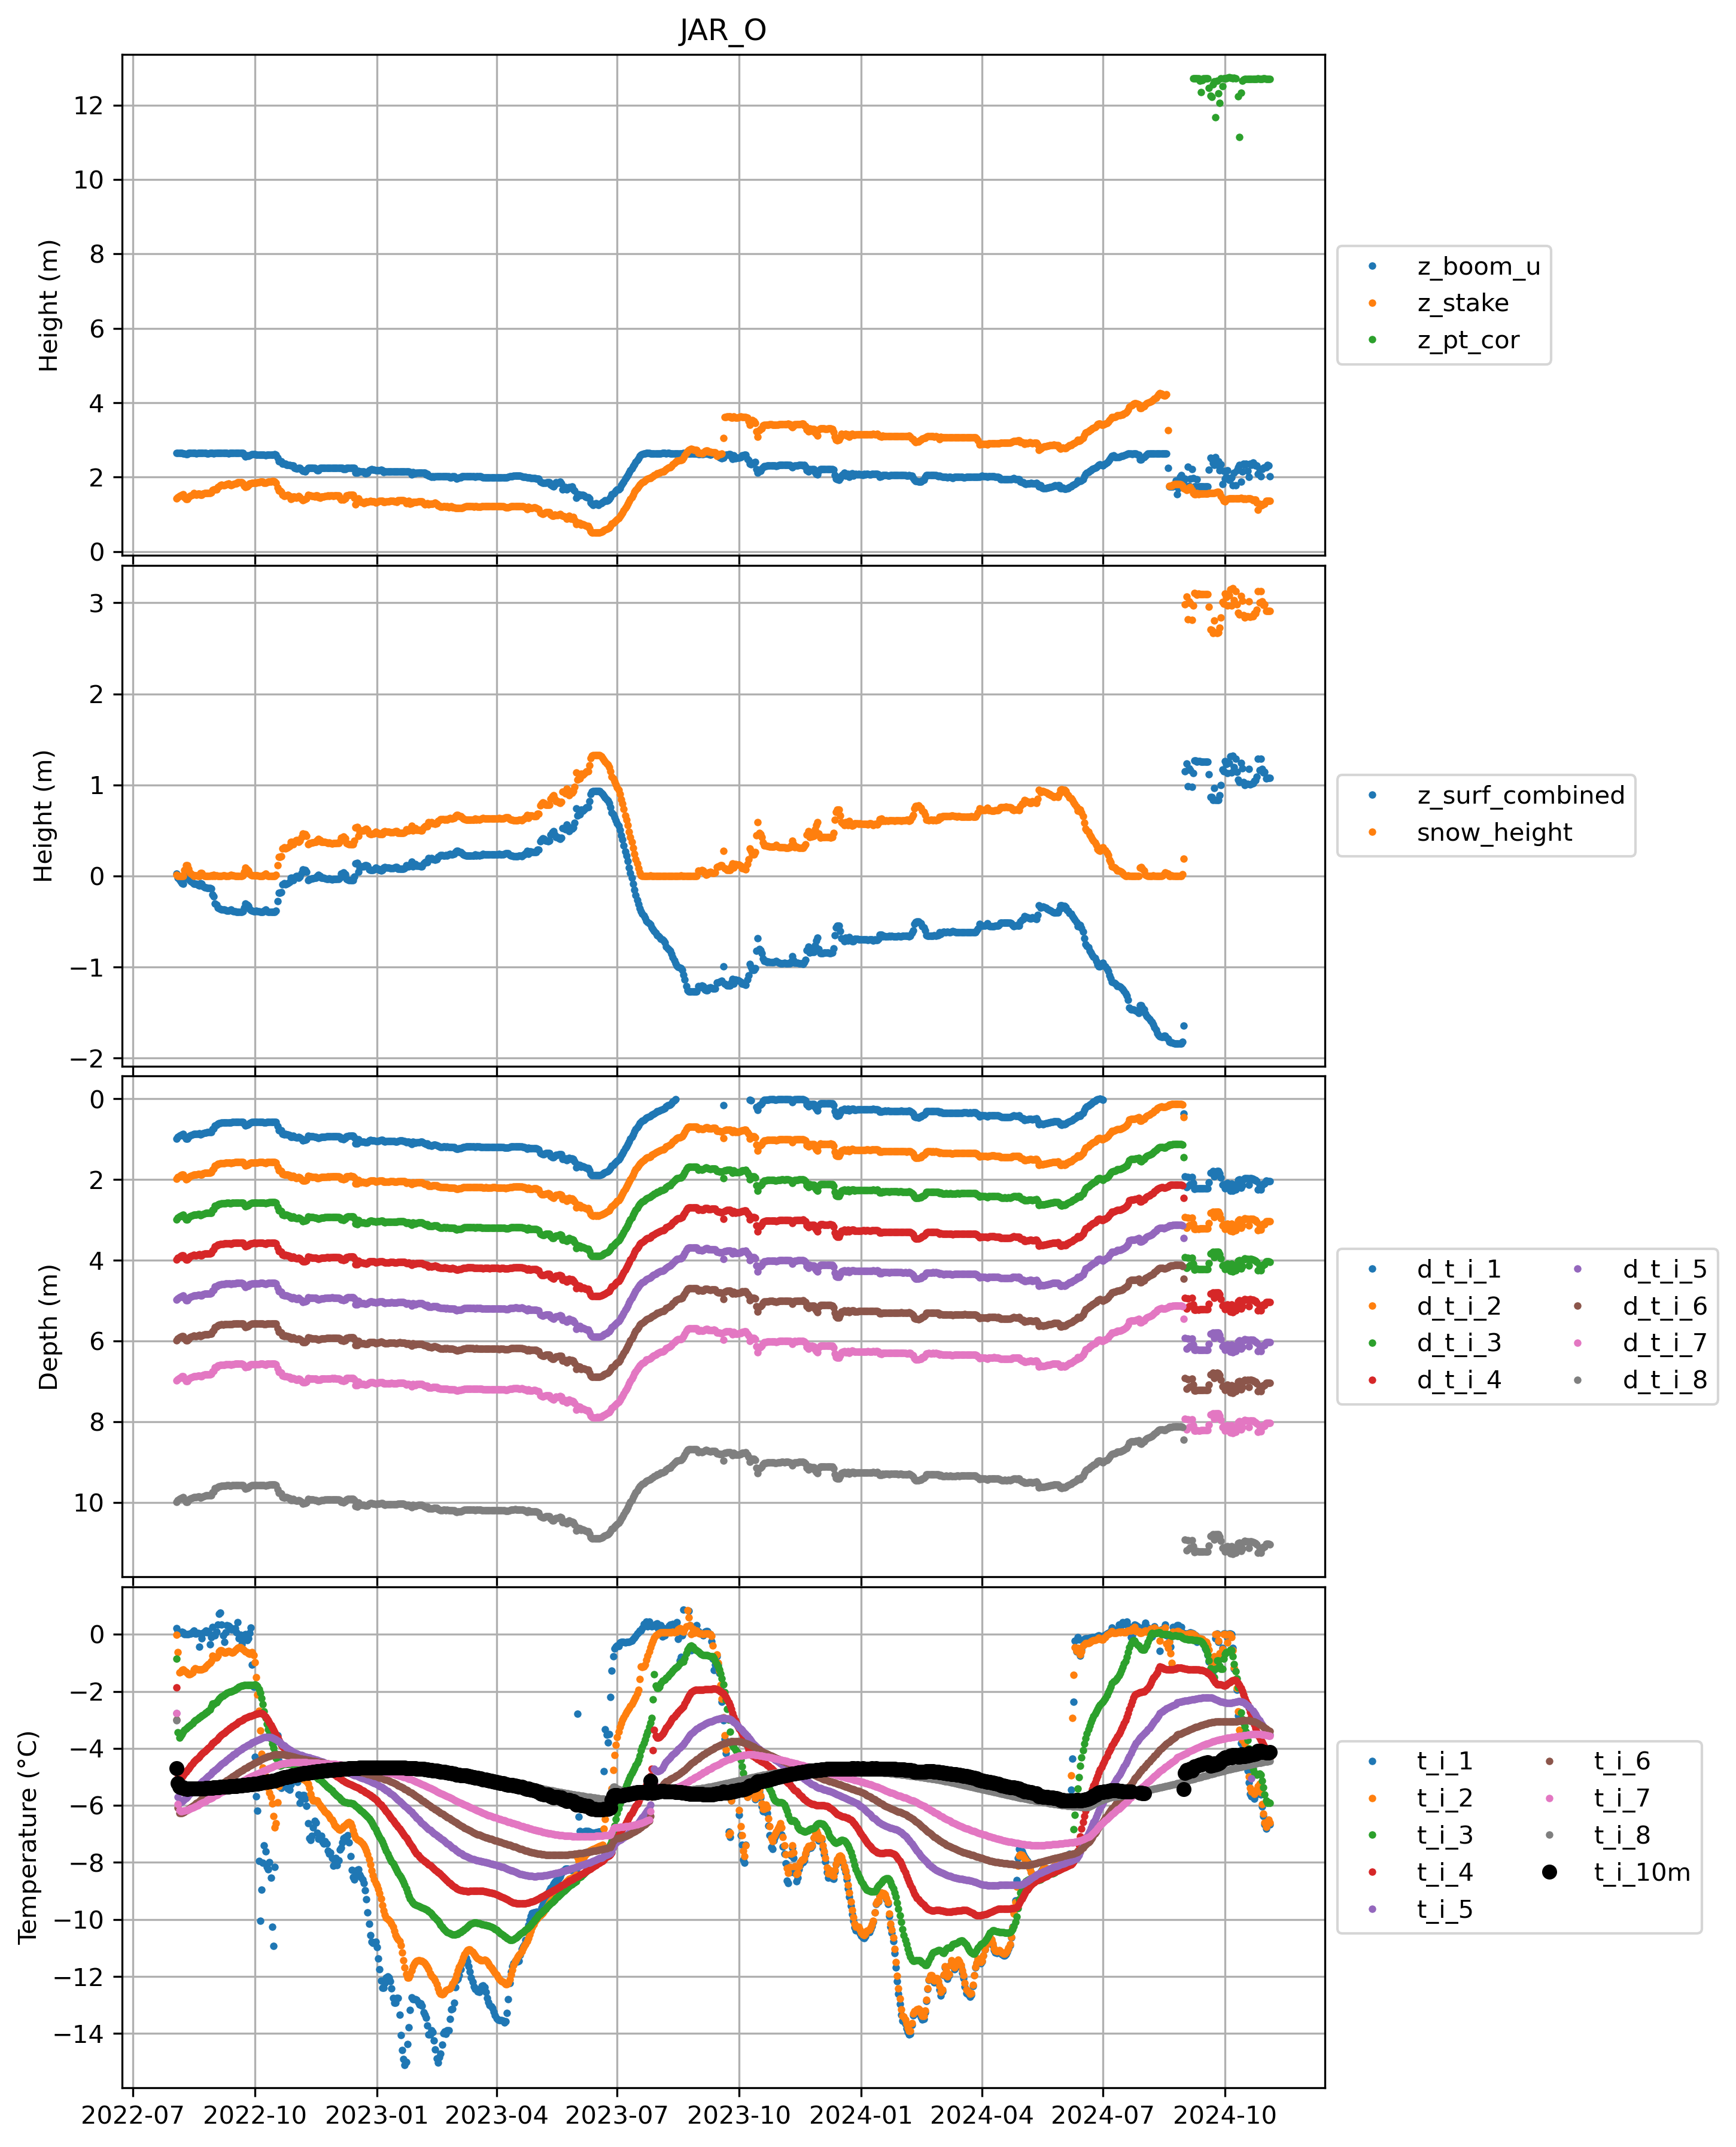 JAR_O
12
10
8
6
4
2
0
Height (m)
z_boom_u
z_stake
z_pt_cor
3
2
1
0
−1
−2
Height (m)
z_surf_combined
snow_height
0
2
4
6
8
10
Depth (m)
d_t_i_1 d_t_i_5
d_t_i_2 d_t_i_6
d_t_i_3 d_t_i_7
d_t_i_4 d_t_i_8
0
−2
−4
−6
−8
−10
−12
−14
Temperature (°C)
t_i_1 t_i_6
t_i_2 t_i_7
t_i_3 t_i_8
t_i_4 t_i_10m
t_i_5
2022-07 2022-10 2023-01 2023-04 2023-07 2023-10 2024-01 2024-04 2024-07 2024-10